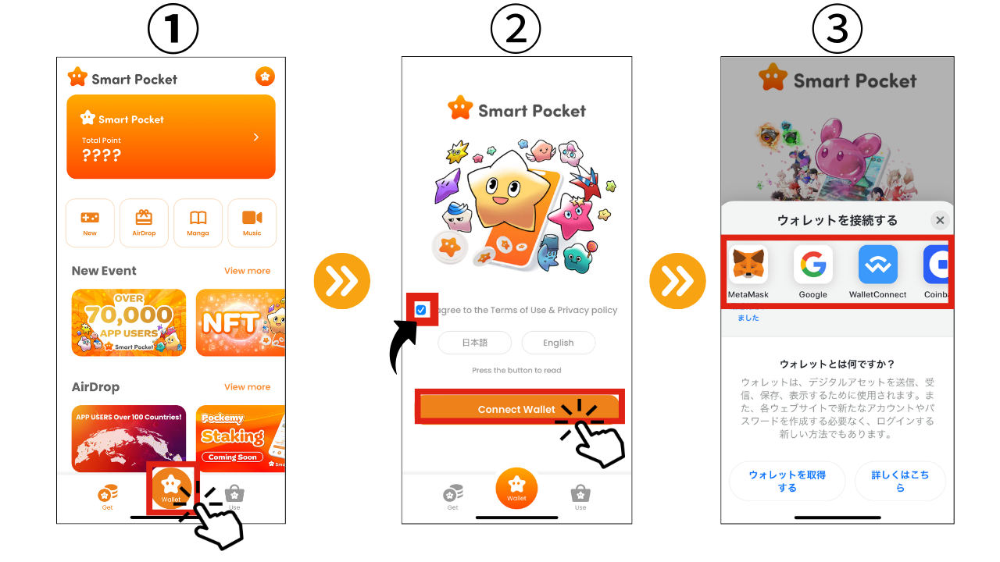 ①
Smart Pocket
Smart Pocket
Total Point
????
New
AirDrop
Manga
Music
New Event
View more
OVER
70,000
APP USERS
Smart Pocket
NFT
AirDrop
View more
APP USERS Over 100 Countries!
Pockemy
Staking
Coming Soon
Get
Wallet
Use
②
Smart Pocket
agree to the Terms of Use & Privacy policy
日本語
English
Press the button to read
Connect Wallet
Get
Wallet
Use
③
Smart Pocket
ウォレットを接続する
MetaMask
Google
WalletConnect
Coinba
ました
ウォレットとは何ですか？
ウォレットは、デジタルアセットを送信、受
信、保存、表示するために使用されます。ま
た、各ウェブサイトで新たなアカウントやパ
スワードを作成する必要なく、ログインする
新しい方法でもあります。
ウォレットを取得
する
詳しくはこち
ら